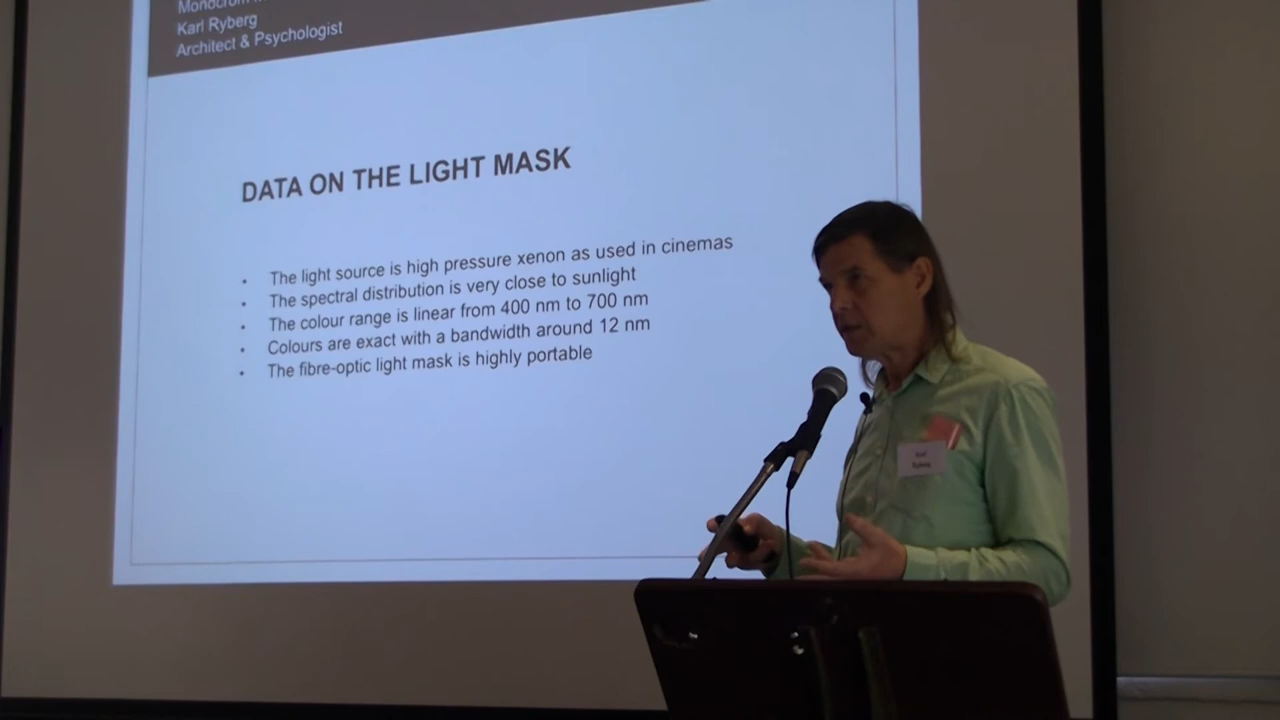 Karl Ryberg
Architect & Psychologist
DATA ON THE LIGHT MASK
• The light source is high pressure xenon as used in cinemas
• The spectral distribution is very close to sunlight
• The colour range is linear from 400 nm to 700 nm
• Colours are exact with a bandwidth around 12 nm
• The fibre-optic light mask is highly portable
Karl
Ryberg